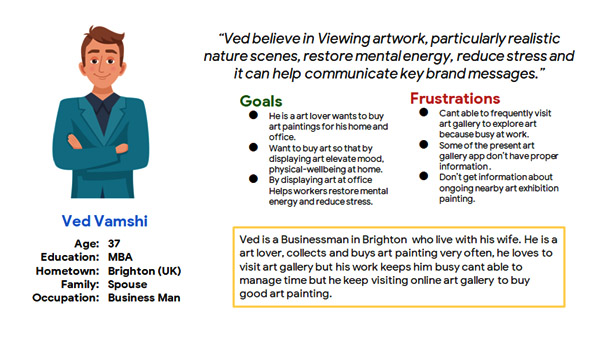 “Ved believe in Viewing artwork, particularly realistic
nature scenes, restore mental energy, reduce stress and
it can help communicate key brand messages.”
Goals
● He is a art lover wants to buy
art paintings for his home and
office.
● Want to buy art so that by
displaying art elevate mood,
physical-wellbeing at home.
● By displaying art at office
Helps workers restore mental
energy and reduce stress.
Frustrations
● Cant able to frequently visit
art gallery to explore art
because busy at work.
● Some of the present art
gallery app don’t have proper
information.
● Don’t get information about
ongoing nearby art exhibition
painting.
Ved Vamshi
Age: 37
Education: MBA
Hometown: Brighton (UK)
Family: Spouse
Occupation: Business Man
Ved is a Businessman in Brighton who live with his wife. He is a
art lover, collects and buys art painting very often, he loves to
visit art gallery but his work keeps him busy cant able to
manage time but he keep visiting online art gallery to buy
good art painting.